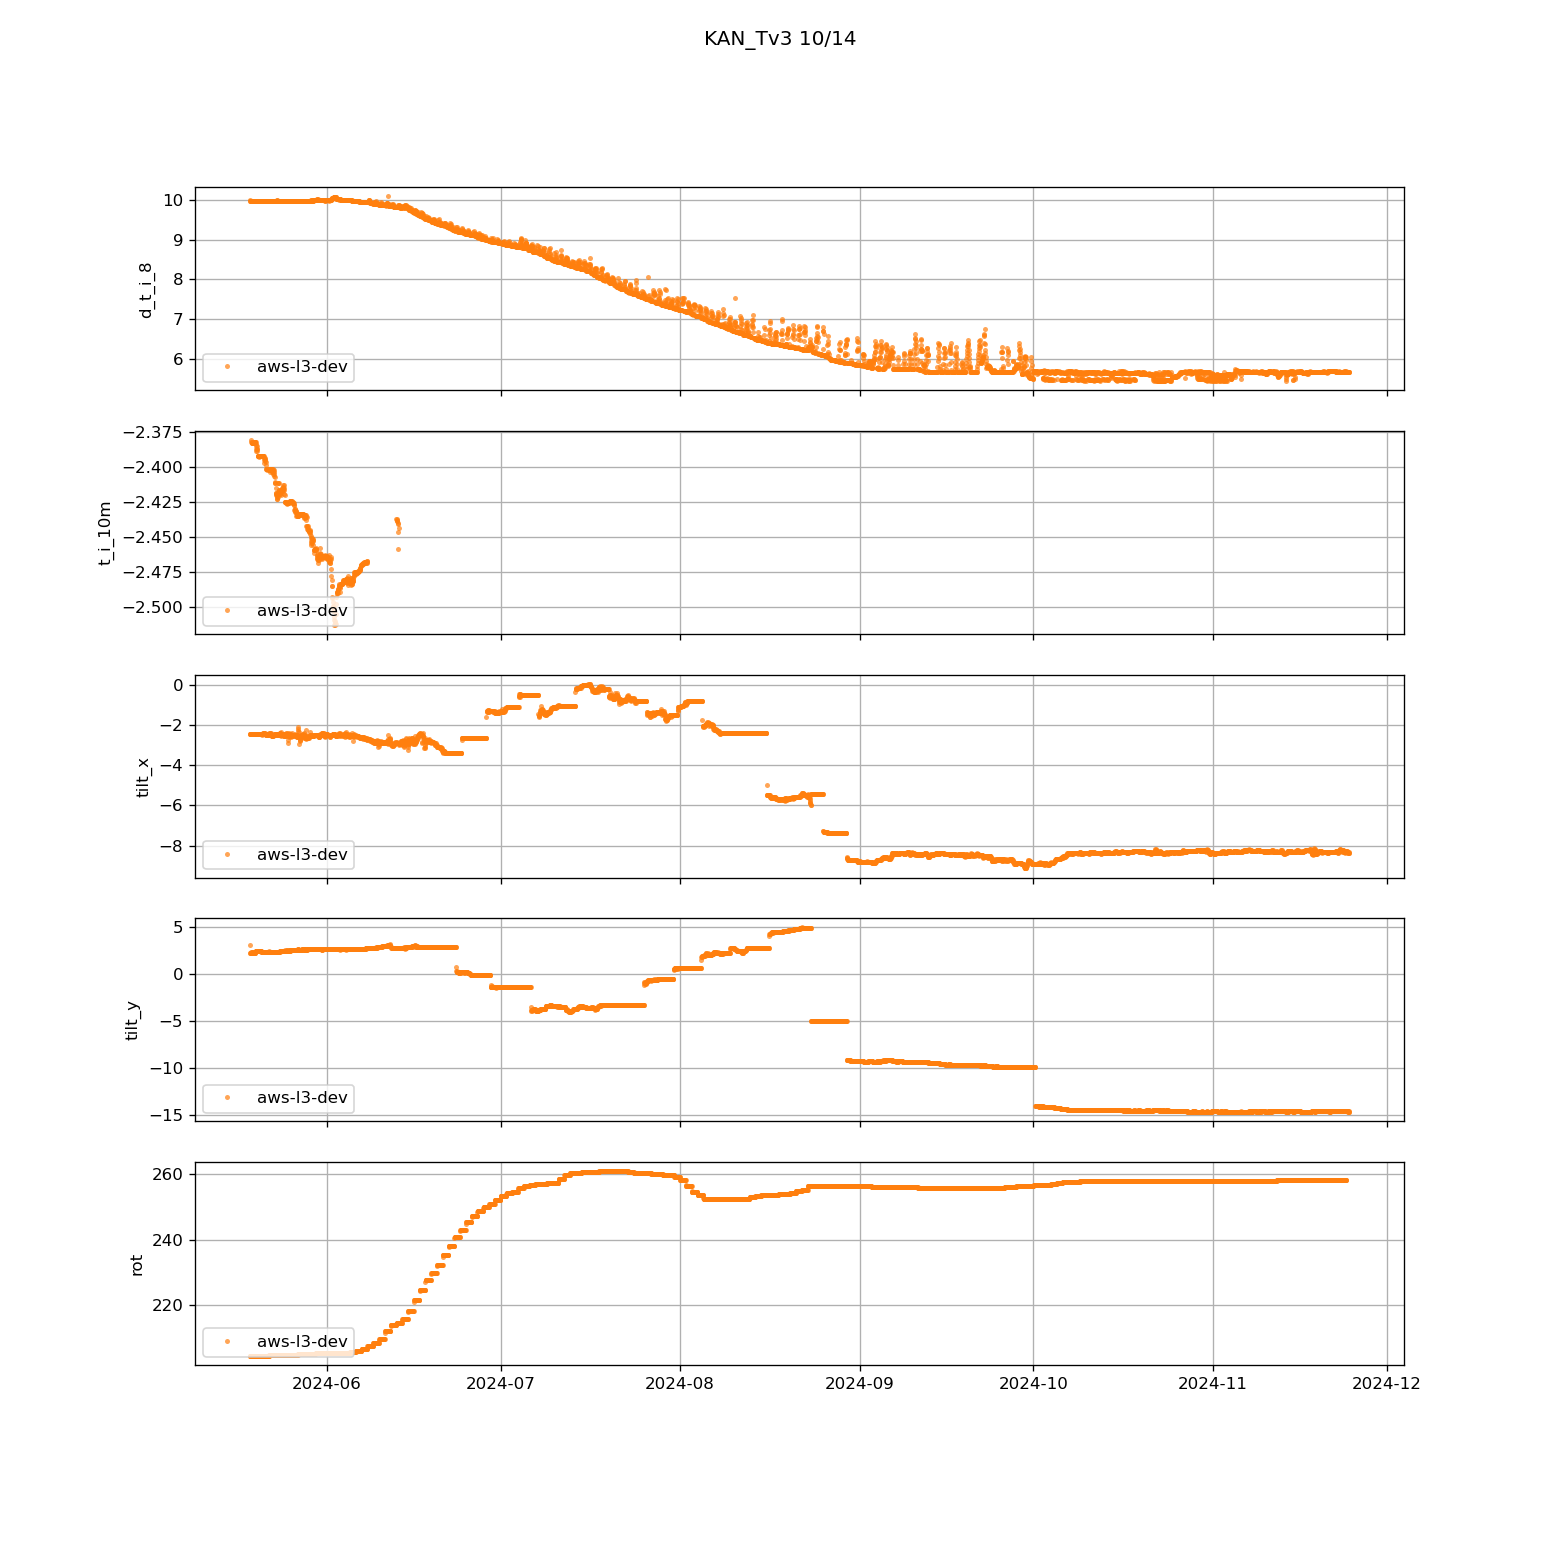 KAN_Tv3 10/14
10
9
8
7
6
d_t_i_8
aws-l3-dev
−2.375
−2.400
−2.425
−2.450
−2.475
−2.500
t_i_10m
aws-l3-dev
0
−2
−4
−6
−8
tilt_x
aws-l3-dev
5
0
−5
−10
−15
tilt_y
aws-l3-dev
260
240
220
rot
aws-l3-dev
2024-06 2024-07 2024-08 2024-09 2024-10 2024-11 2024-12